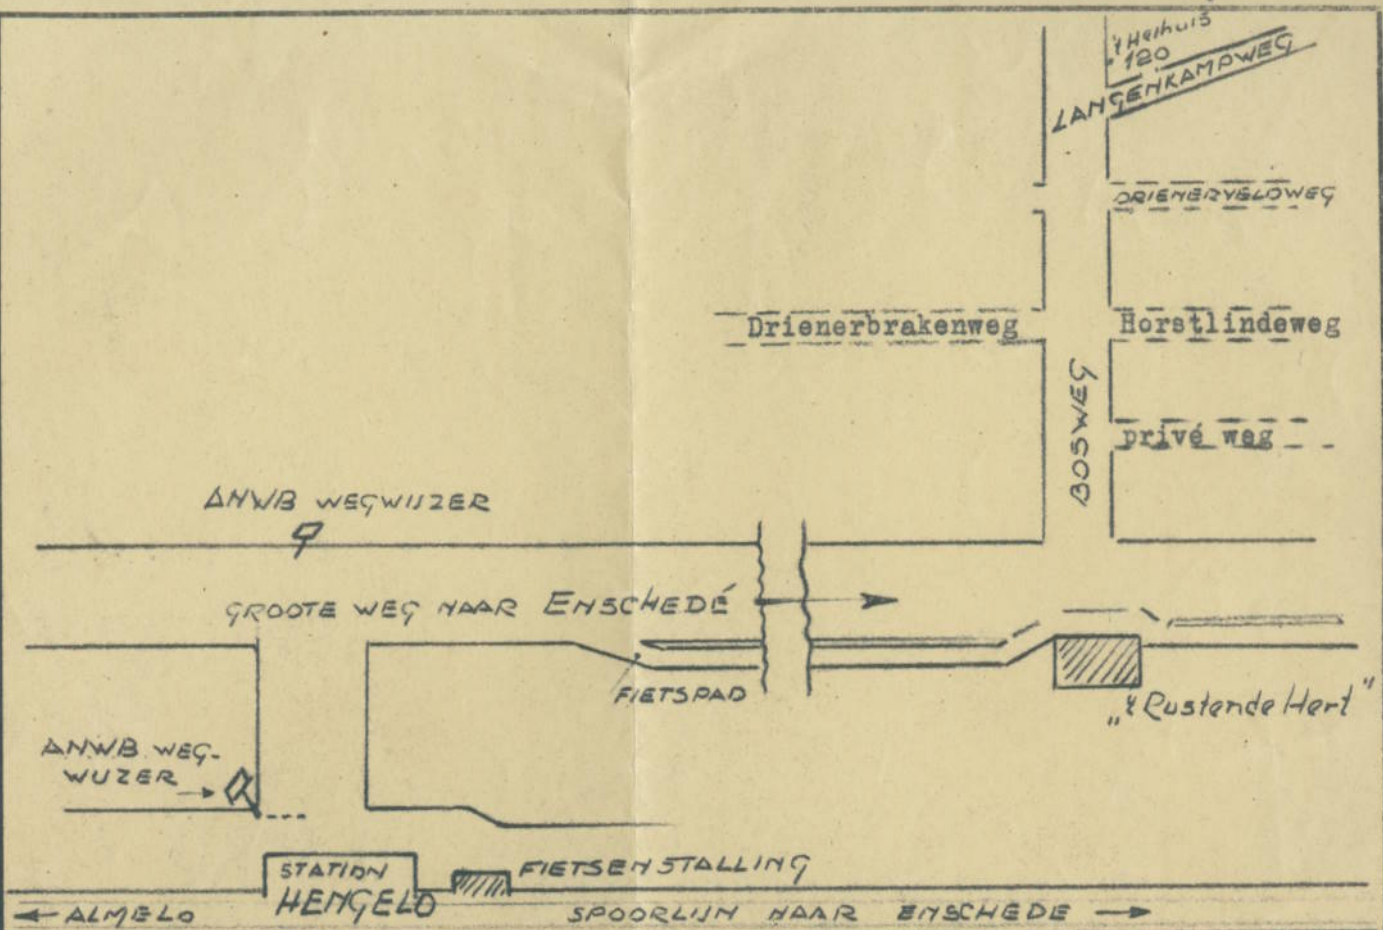 't Heihuis
120
LANGENKAMPWEG
DRIENERVELDWEG
Drienerbrakenweg
Horstlindeweg
BOSWEG
privé weg
ANWB WEGWIJZER
GROOTE WEG NAAR ENSCHEDÉ
FIETSPAD
„'t Rustende Hert"
ANWB WEG-
WIJZER
STATION
HENGELO
FIETSENSTALLING
ALMELO
SPOORLIJN NAAR ENSCHEDE